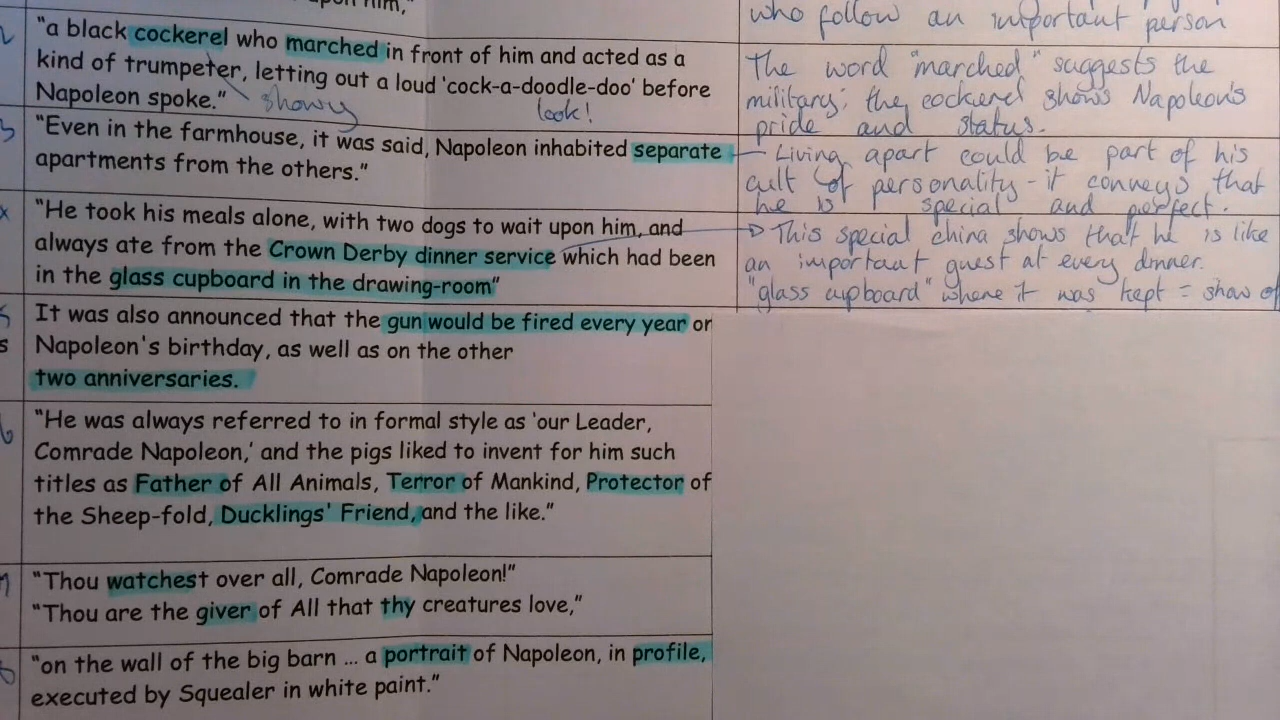 upon him,"
who follow an important person
2
"a black cockerel who marched in front of him and acted as a
kind of trumpeter, letting out a loud 'cock-a-doodle-doo' before
Napoleon spoke."
showy
look!
The word "marched" suggests the
military; the cockerel shows Napoleon's
pride and status.
3
"Even in the farmhouse, it was said, Napoleon inhabited separate
apartments from the others."
Living apart could be part of his
cult of personality - it conveys that
he is special and perfect.
"He took his meals alone, with two dogs to wait upon him, and
always ate from the Crown Derby dinner service which had been
in the glass cupboard in the drawing-room"
This special china shows that he is like
an important guest at every dinner.
"glass cupboard" where it was kept = show of
5
s
It was also announced that the gun would be fired every year on
Napoleon's birthday, as well as on the other
two anniversaries.
6
"He was always referred to in formal style as 'our Leader,
Comrade Napoleon,' and the pigs liked to invent for him such
titles as Father of All Animals, Terror of Mankind, Protector of
the Sheep-fold, Ducklings' Friend, and the like."
7
"Thou watchest over all, Comrade Napoleon!"
"Thou are the giver of All that thy creatures love,"
8
"on the wall of the big barn ... a portrait of Napoleon, in profile,
executed by Squealer in white paint."